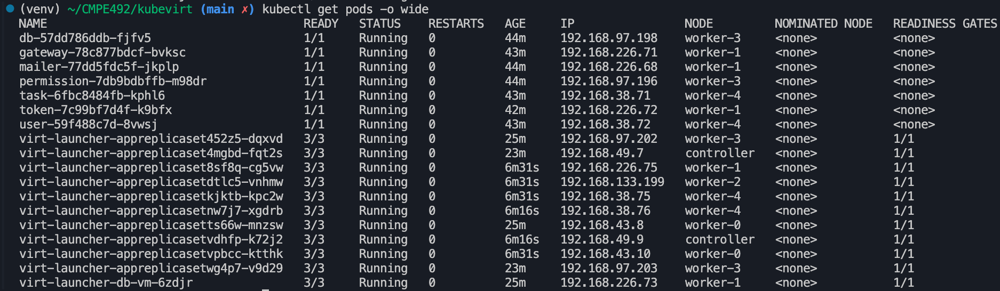 (venv) ~/CMPE492/kubevirt (main ✗) kubectl get pods -o wide
NAME READY STATUS RESTARTS AGE IP NODE NOMINATED NODE READINESS GATES
db-57dd786ddb-fjfv5 1/1 Running 0 44m 192.168.97.198 worker-3 <none> <none>
gateway-78c877bdcf-bvksc 1/1 Running 0 43m 192.168.226.71 worker-1 <none> <none>
mailer-77dd5fdc5f-jkplp 1/1 Running 0 44m 192.168.226.68 worker-1 <none> <none>
permission-7db9bdbffb-m98dr 1/1 Running 0 44m 192.168.97.196 worker-3 <none> <none>
task-6fbc8484fb-kphl6 1/1 Running 0 43m 192.168.38.71 worker-4 <none> <none>
token-7c99bf7d4f-k9bfx 1/1 Running 0 42m 192.168.226.72 worker-1 <none> <none>
user-59f488c7d-8vwsj 1/1 Running 0 43m 192.168.38.72 worker-4 <none> <none>
virt-launcher-appreplicaset452z5-dqxvd 3/3 Running 0 25m 192.168.97.202 worker-3 <none> 1/1
virt-launcher-appreplicaset4mgbd-fqt2s 3/3 Running 0 23m 192.168.49.7 controller <none> 1/1
virt-launcher-appreplicaset8sf8q-cg5vw 3/3 Running 0 6m31s 192.168.226.75 worker-1 <none> 1/1
virt-launcher-appreplicasetdtlc5-vnhmw 3/3 Running 0 6m31s 192.168.133.199 worker-2 <none> 1/1
virt-launcher-appreplicasetkjktb-kpc2w 3/3 Running 0 6m31s 192.168.38.75 worker-4 <none> 1/1
virt-launcher-appreplicasetnw7j7-xgdrb 3/3 Running 0 6m16s 192.168.38.76 worker-4 <none> 1/1
virt-launcher-appreplicasetts66w-mnzsw 3/3 Running 0 25m 192.168.43.8 worker-0 <none> 1/1
virt-launcher-appreplicasetvdhfp-k72j2 3/3 Running 0 6m16s 192.168.49.9 controller <none> 1/1
virt-launcher-appreplicasetvpbcc-ktthk 3/3 Running 0 6m31s 192.168.43.10 worker-0 <none> 1/1
virt-launcher-appreplicasetwg4p7-v9d29 3/3 Running 0 23m 192.168.97.203 worker-3 <none> 1/1
virt-launcher-db-vm-6zdjr 3/3 Running 0 25m 192.168.226.73 worker-1 <none> 1/1